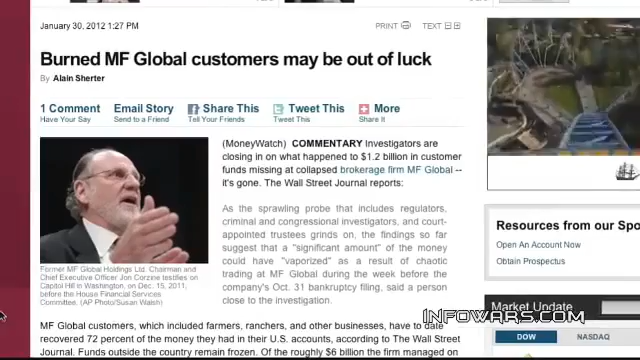 January 30, 2012 1:27 PM
PRINT
TEXT
Burned MF Global customers may be out of luck
By Alain Sherter
1 Comment
Have Your Say
Email Story
Send to a Friend
Share This
Tell Your Friends
Tweet This
Tweet This
More
Share It
(MoneyWatch) COMMENTARY Investigators are
closing in on what happened to $1.2 billion in customer
funds missing at collapsed brokerage firm MF Global --
it's gone. The Wall Street Journal reports:
As the sprawling probe that includes regulators,
criminal and congressional investigators, and court-
appointed trustees grinds on, the findings so far
suggest that a "significant amount" of the money
could have "vaporized" as a result of chaotic
trading at MF Global during the week before the
company's Oct. 31 bankruptcy filing, said a person
close to the investigation.
Former MF Global Holdings Ltd. Chairman and
Chief Executive Officer Jon Corzine testifies on
Capitol Hill in Washington, on Dec. 15, 2011,
before the House Financial Services
Committee. (AP Photo/Susan Walsh)
MF Global customers, which included farmers, ranchers, and other businesses, have to date
recovered 72 percent of the money they had in their U.S. accounts, according to The Wall Street
Journal. Funds outside the country remain frozen. Of the roughly $6 billion the firm managed on
Resources from our Spo
Open An Account Now
Obtain Prospectus
Market Update
DOW
NASDAQ
INFOWARS.COM